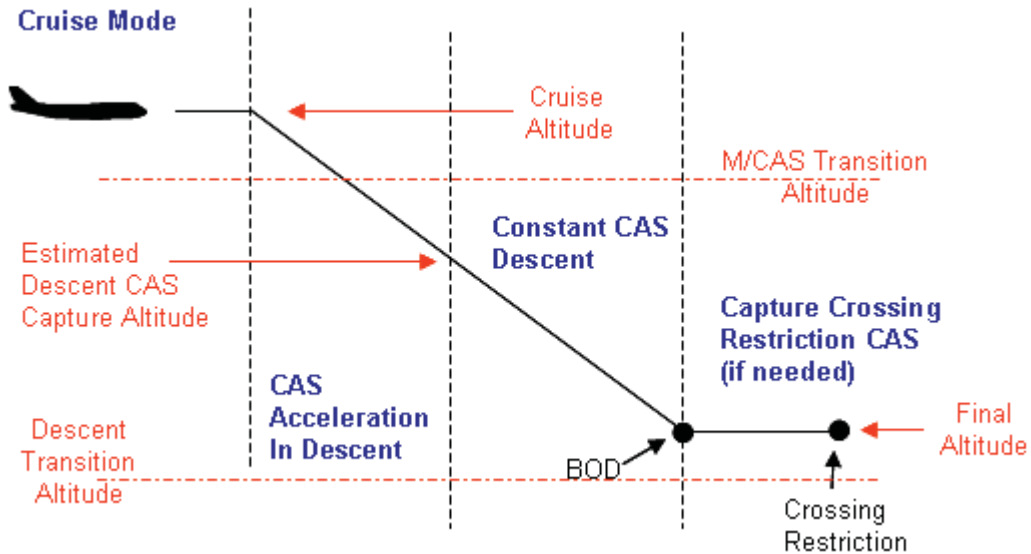 Cruise Mode
Cruise
Altitude
M/CAS Transition
Altitude
Constant CAS
Descent
Estimated
Descent CAS
Capture Altitude
Capture Crossing
Restriction CAS
(if needed)
CAS
Acceleration
In Descent
Descent
Transition
Altitude
Final
Altitude
BOD
Crossing
Restriction